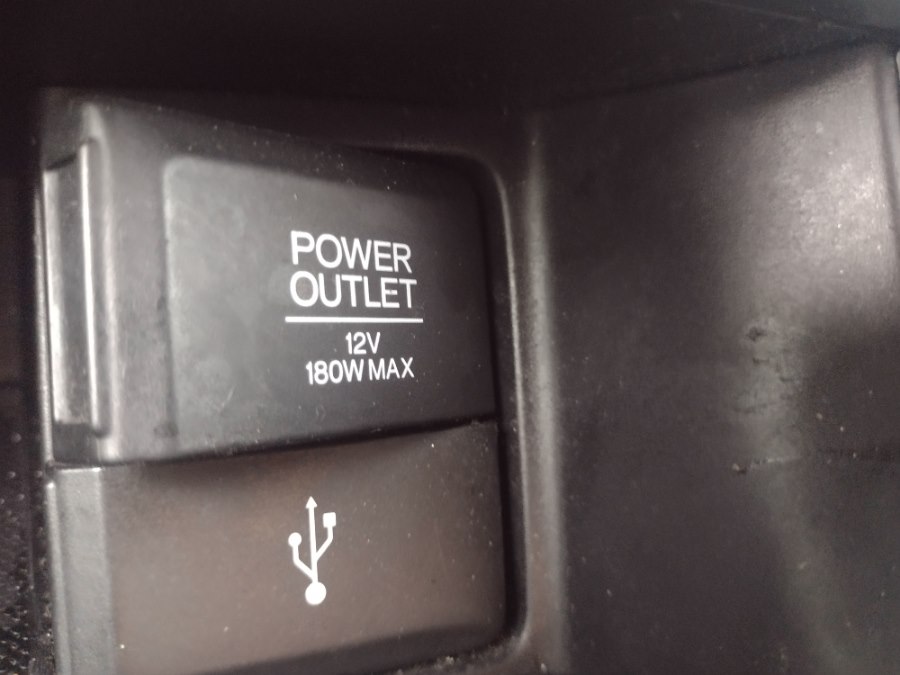 POWER
OUTLET
12V
180W MAX